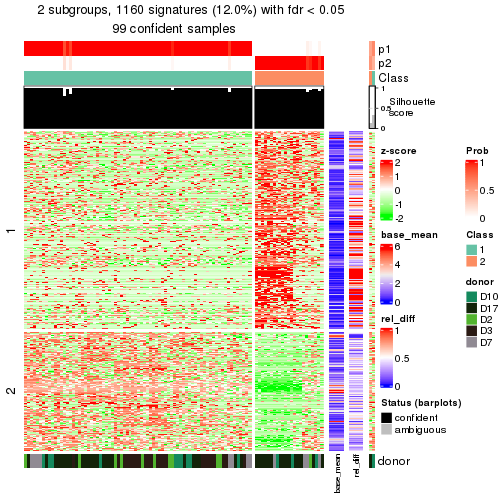 2 subgroups, 1160 signatures (12.0%) with fdr < 0.05
99 confident samples
p1
p2
Class
1
0.5
0
Silhouette
score
1
2
z-score
2
1
0
-1
-2
Prob
1
0.5
0
base_mean
6
4
2
0
Class
1
2
donor
D10
D17
D2
D3
D7
rel_diff
1
0.5
0
Status (barplots)
confident
ambiguous
donor
base_mean
rel_diff